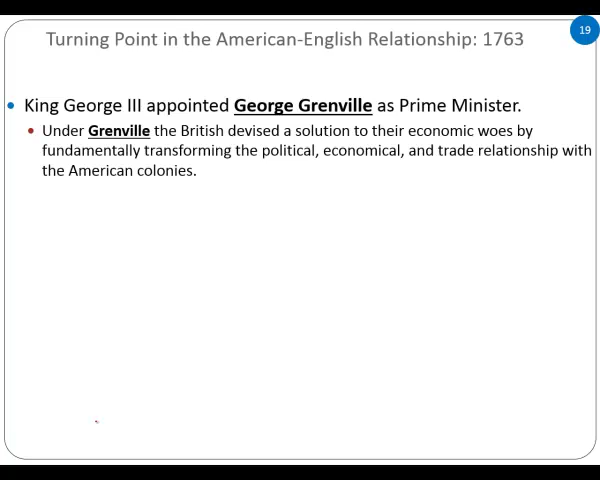 19
Turning Point in the American-English Relationship: 1763
• King George III appointed George Grenville as Prime Minister.
• Under Grenville the British devised a solution to their economic woes by
fundamentally transforming the political, economical, and trade relationship with
the American colonies.